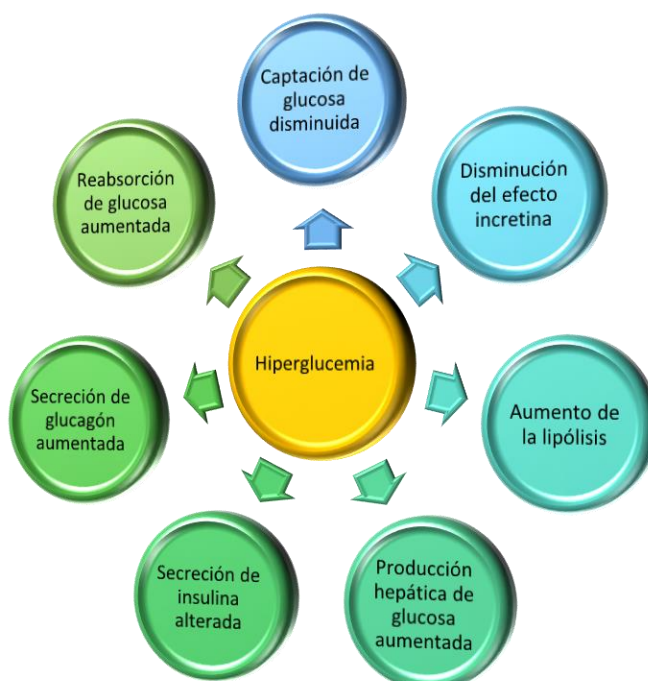 Captación de
glucosa
disminuida
Disminución
del efecto
incretina
Aumento de
la lipólisis
Producción
hepática de
glucosa
aumentada
Secreción de
insulina
alterada
Secreción de
glucagón
aumentada
Reabsorción
de glucosa
aumentada
Hiperglucemia